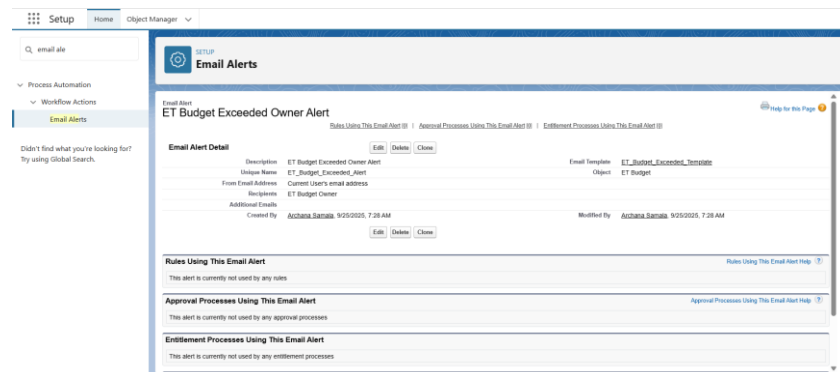 Setup Home Object Manager
email ale
SETUP
Email Alerts
Process Automation
Workflow Actions
Email Alerts
Didn't find what you're looking for?
Try using Global Search.
Email Alert
ET Budget Exceeded Owner Alert
Help for this Page
Rules Using This Email Alert [0] | Approval Processes Using This Email Alert [0] | Entitlement Processes Using This Email Alert [0]
Email Alert Detail Edit Delete Clone
Description ET Budget Exceeded Owner Alert Email Template ET_Budget_Exceeded_Template
Unique Name ET_Budget_Exceeded_Alert Object ET Budget
From Email Address Current User's email address
Recipients ET Budget Owner
Additional Emails
Created By Archana Samala, 9/25/2025, 7:28 AM Modified By Archana Samala, 9/25/2025, 7:28 AM
Edit Delete Clone
Rules Using This Email Alert Rules Using This Email Alert Help ?
This alert is currently not used by any rules
Approval Processes Using This Email Alert Approval Processes Using This Email Alert Help ?
This alert is currently not used by any approval processes
Entitlement Processes Using This Email Alert
This alert is currently not used by any entitlement processes